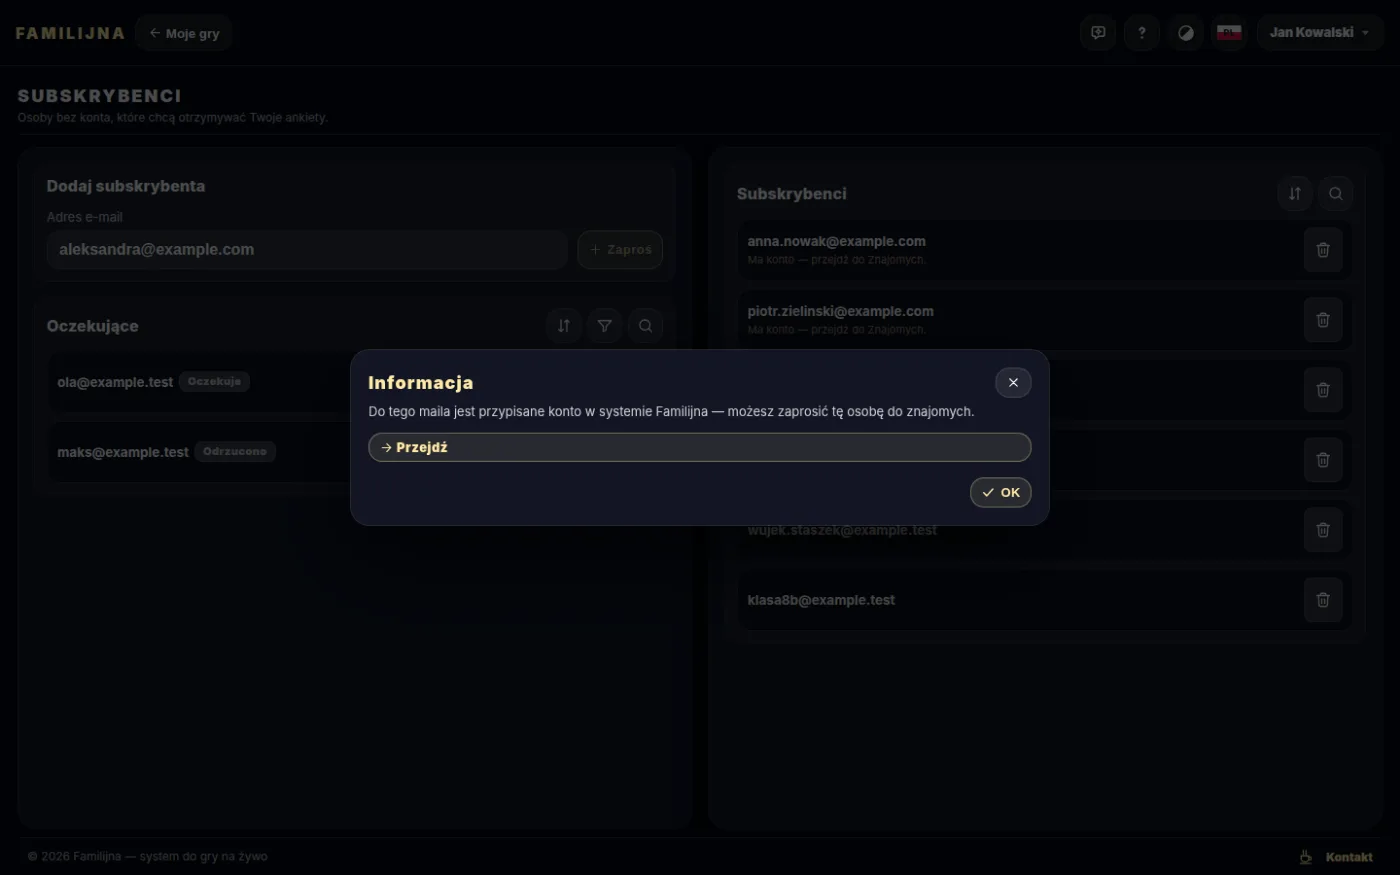 FAMILIJNA
← Moje gry
?
PL
Jan Kowalski
SUBSKRYBENCI
Osoby bez konta, które chcą otrzymywać Twoje ankiety.
Dodaj subskrybenta
Adres e-mail
aleksandra@example.com
+ Zaproś
Oczekujące
ola@example.test
Oczekuje
maks@example.test
Odrzucono
Subskrybenci
anna.nowak@example.com
Ma konto — przejdź do Znajomych.
piotr.zielinski@example.com
Ma konto — przejdź do Znajomych.
Informacja
Do tego maila jest przypisane konto w systemie Familijna — możesz zaprosić tę osobę do znajomych.
→ Przejdź
✓ OK
wujek.staszek@example.test
klasa8b@example.test
© 2026 Familijna — system do gry na żywo
Kontakt